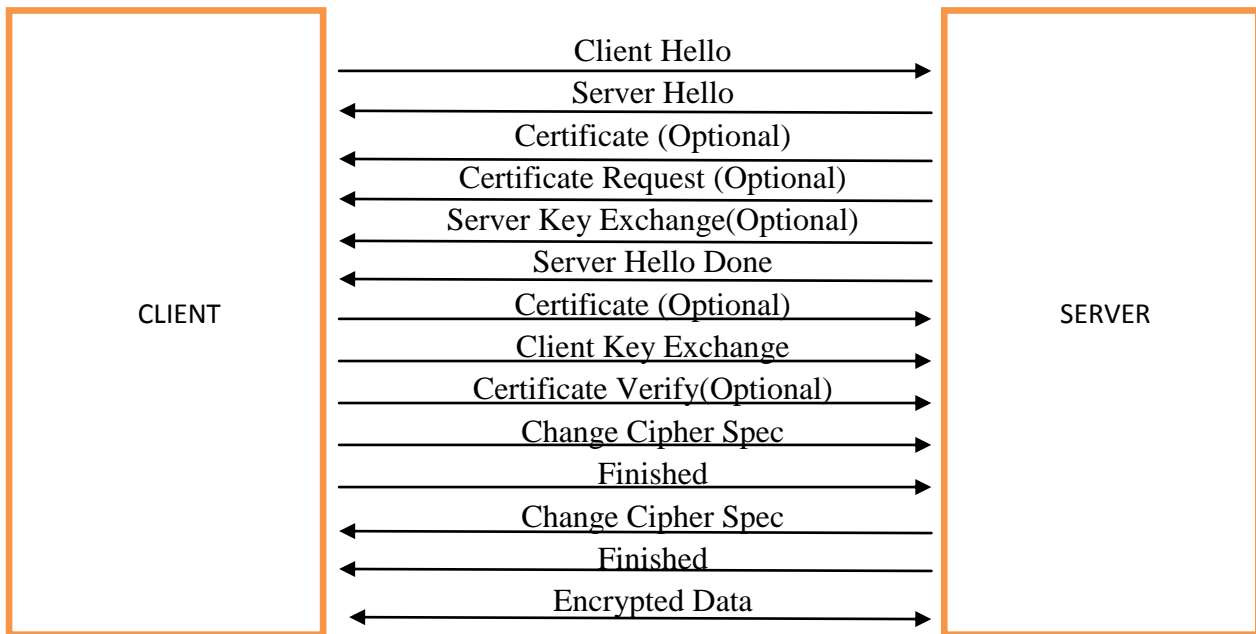 Client Hello
Server Hello
Certificate (Optional)
Certificate Request (Optional)
Server Key Exchange(Optional)
Server Hello Done
CLIENT
Certificate (Optional)
SERVER
Client Key Exchange
Certificate Verify(Optional)
Change Cipher Spec
Finished
Change Cipher Spec
Finished
Encrypted Data